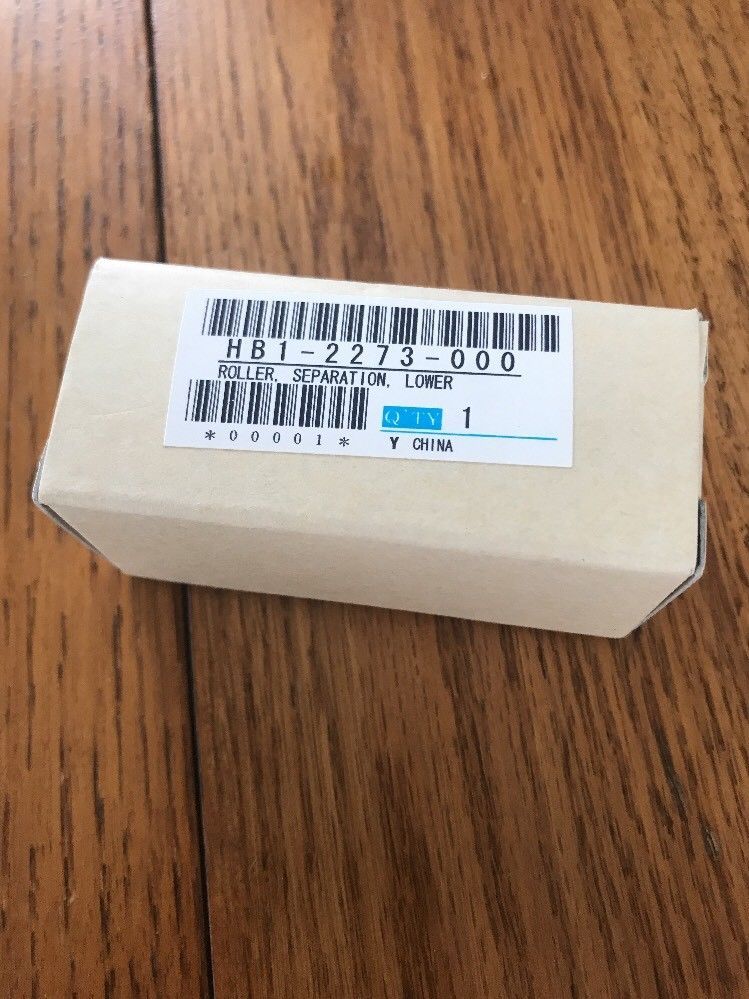 HB1-2273-000
ROLLER, SEPARATION, LOWER
Q'TY 1
*00001*
Y CHINA